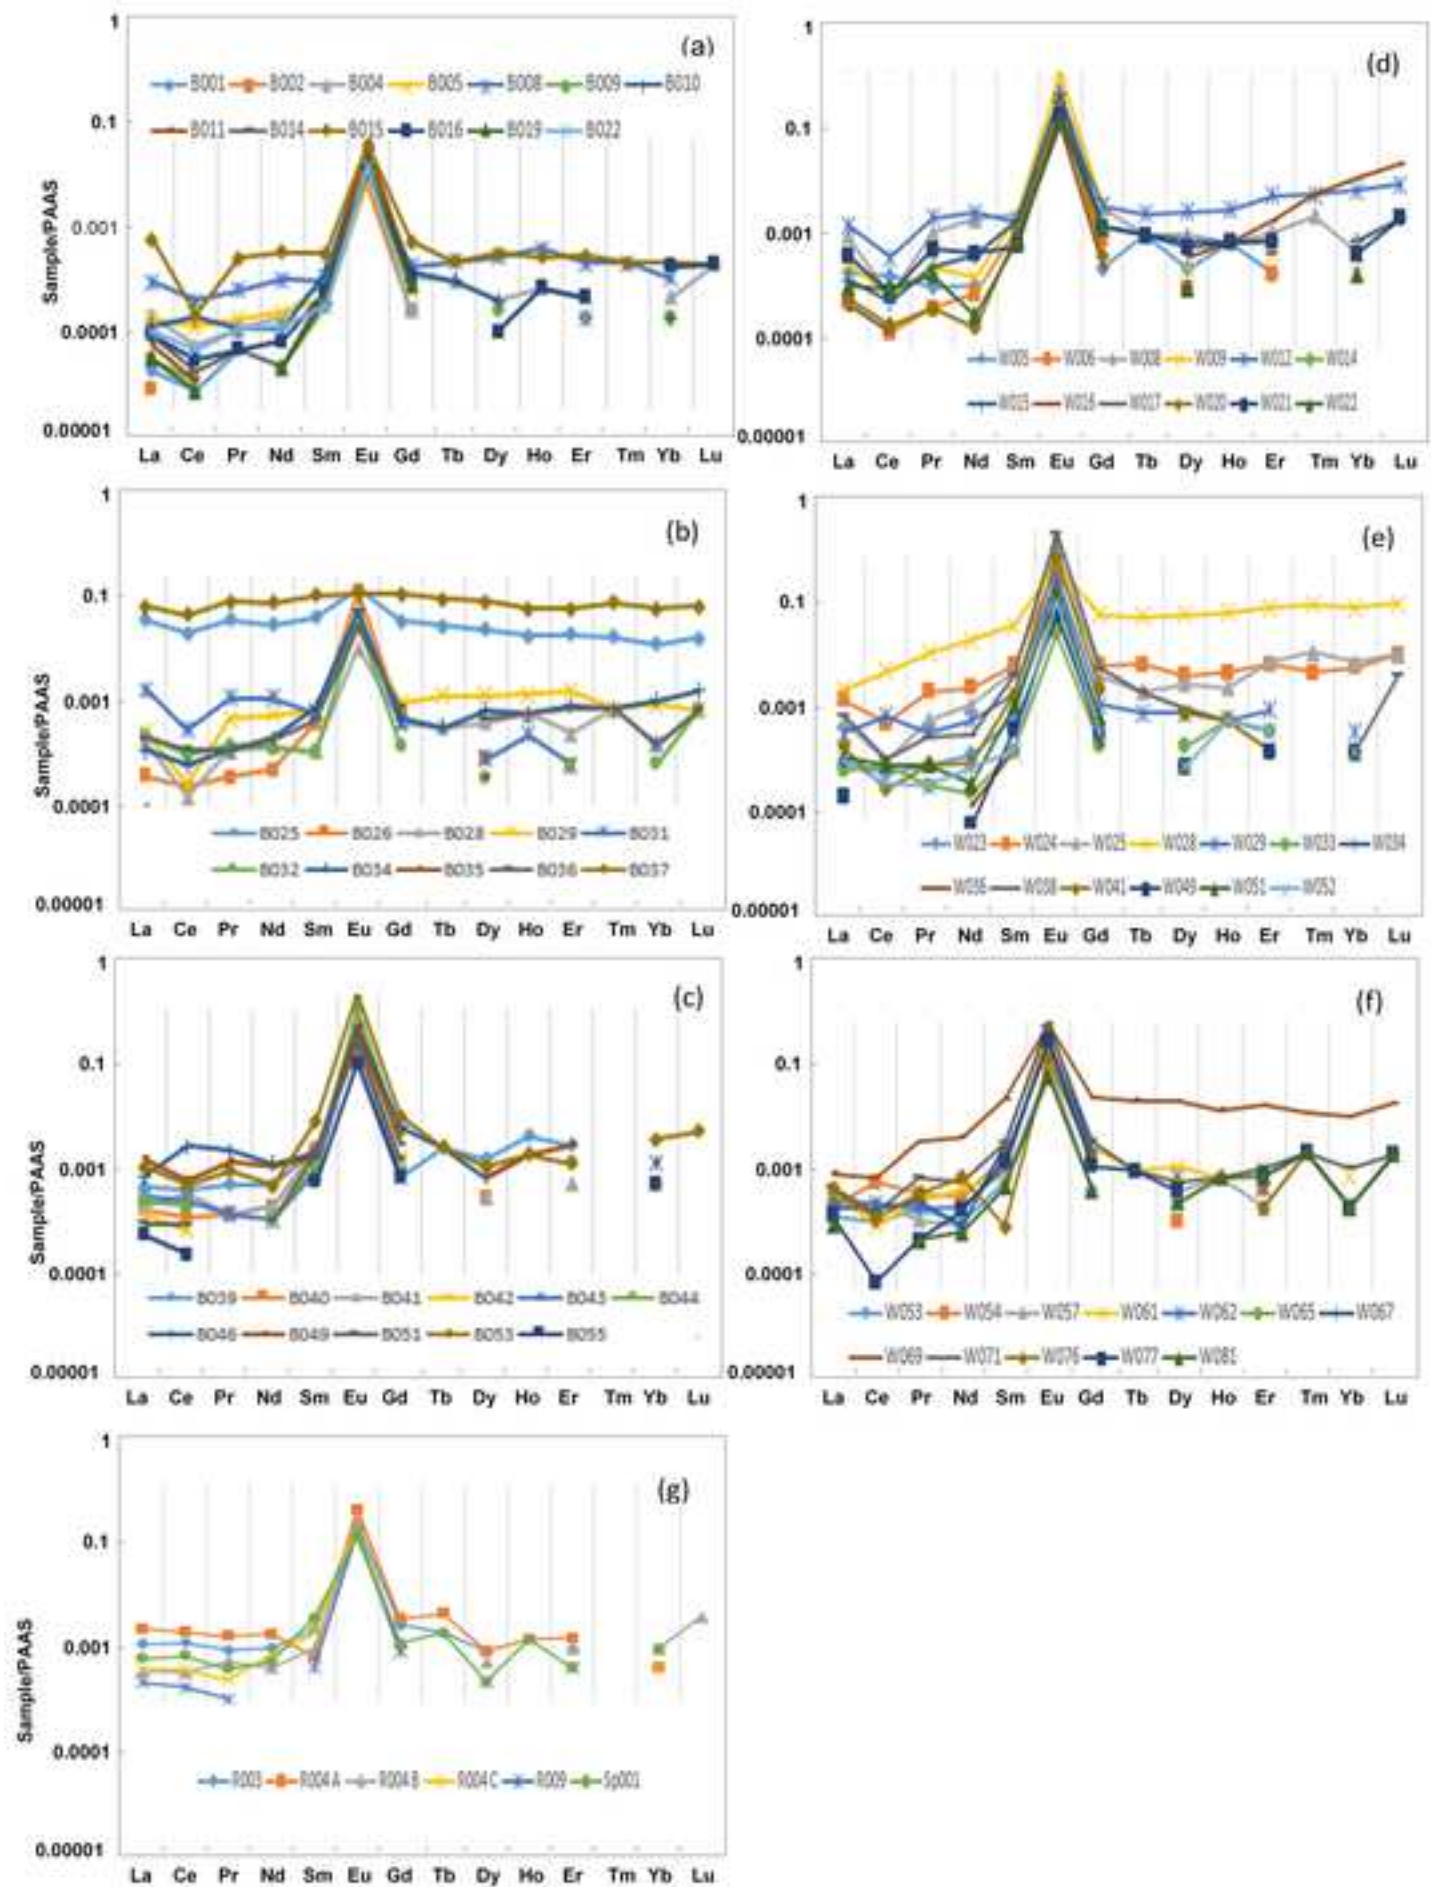 (a)
1
0.1
0.001
0.0001
0.00001
Sample/PAAS
B001 B002 B004 B005 B008 B009 B010
B011 B014 B015 B016 B019 B022
La Ce Pr Nd Sm Eu Gd Tb Dy Ho Er Tm Yb Lu
(d)
1
0.1
0.001
0.0001
0.00001
W005 W006 W008 W009 W012 W014
W015 W016 W017 W020 W021 W022
La Ce Pr Nd Sm Eu Gd Tb Dy Ho Er Tm Yb Lu
(b)
1
0.1
0.001
0.0001
0.00001
Sample/PAAS
B025 B026 B028 B029 B031
B032 B034 B035 B036 B037
La Ce Pr Nd Sm Eu Gd Tb Dy Ho Er Tm Yb Lu
(e)
1
0.1
0.001
0.0001
0.00001
W023 W024 W025 W028 W029 W033 W034
W036 W038 W041 W049 W051 W052
La Ce Pr Nd Sm Eu Gd Tb Dy Ho Er Tm Yb Lu
(c)
1
0.1
0.001
0.0001
0.00001
Sample/PAAS
B039 B040 B041 B042 B043 B044
B046 B049 B051 B053 B055
La Ce Pr Nd Sm Eu Gd Tb Dy Ho Er Tm Yb Lu
(f)
1
0.1
0.001
0.0001
0.00001
W053 W054 W057 W061 W062 W065 W067
W069 W071 W076 W077 W081
La Ce Pr Nd Sm Eu Gd Tb Dy Ho Er Tm Yb Lu
(g)
1
0.1
0.001
0.0001
0.00001
Sample/PAAS
R003 R004 A R004 B R004 C R009 Sp001
La Ce Pr Nd Sm Eu Gd Tb Dy Ho Er Tm Yb Lu